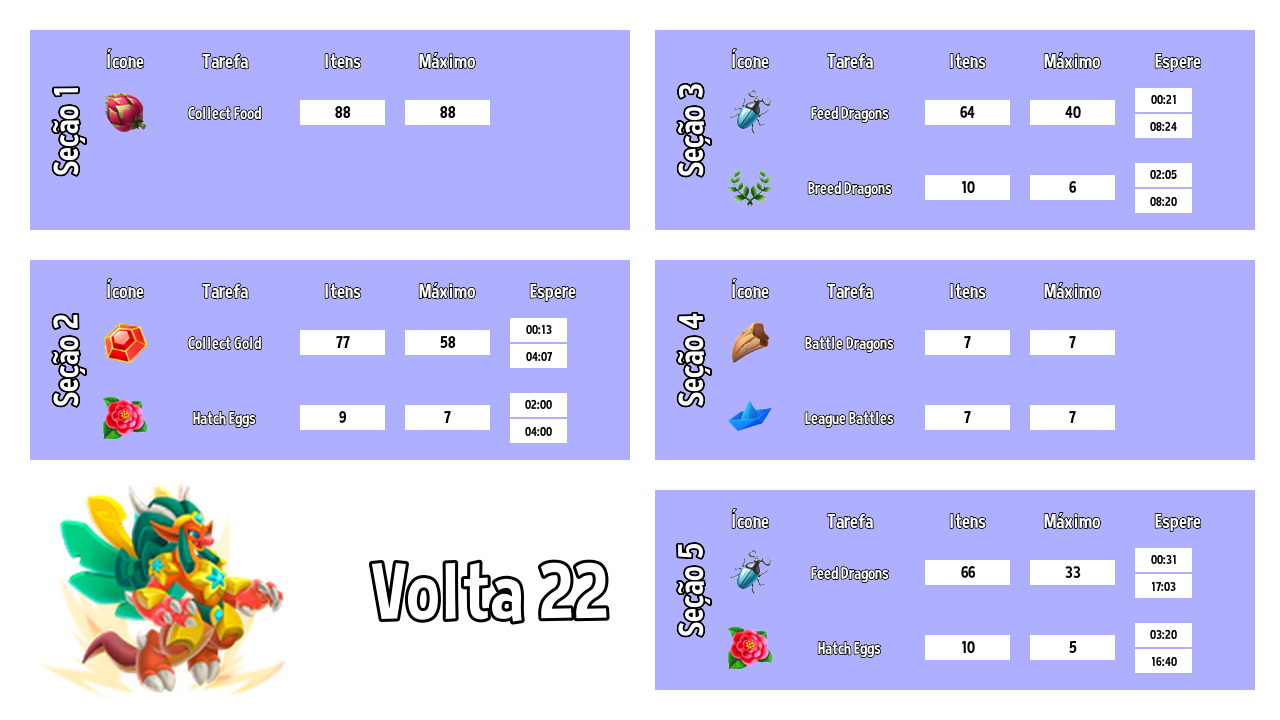 Seção 1
Ícone Tarefa Itens Máximo
Collect Food 88 88
Seção 2
Ícone Tarefa Itens Máximo Espere
Collect Gold 77 58 00:13
04:07
Hatch Eggs 9 7 02:00
04:00
Volta 22
Seção 3
Ícone Tarefa Itens Máximo Espere
Feed Dragons 64 40 00:21
08:24
Breed Dragons 10 6 02:05
08:20
Seção 4
Ícone Tarefa Itens Máximo
Battle Dragons 7 7
League Battles 7 7
Seção 5
Ícone Tarefa Itens Máximo Espere
Feed Dragons 66 33 00:31
17:03
Hatch Eggs 10 5 03:20
16:40